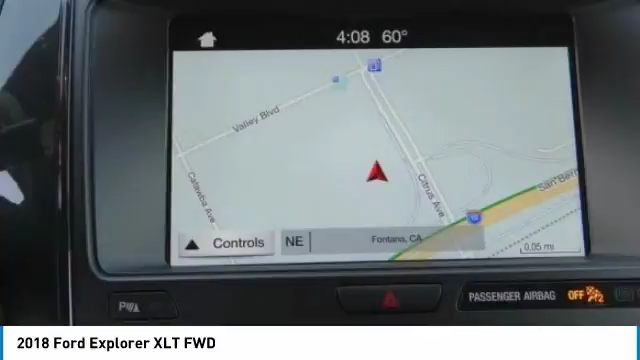 4:08 60°
Valley Blvd
Catawba Ave
Citrus Ave
San Bern
10
Controls
NE
Fontana, CA
0.05 mi
P
PASSENGER AIRBAG OFF
2018 Ford Explorer XLT FWD